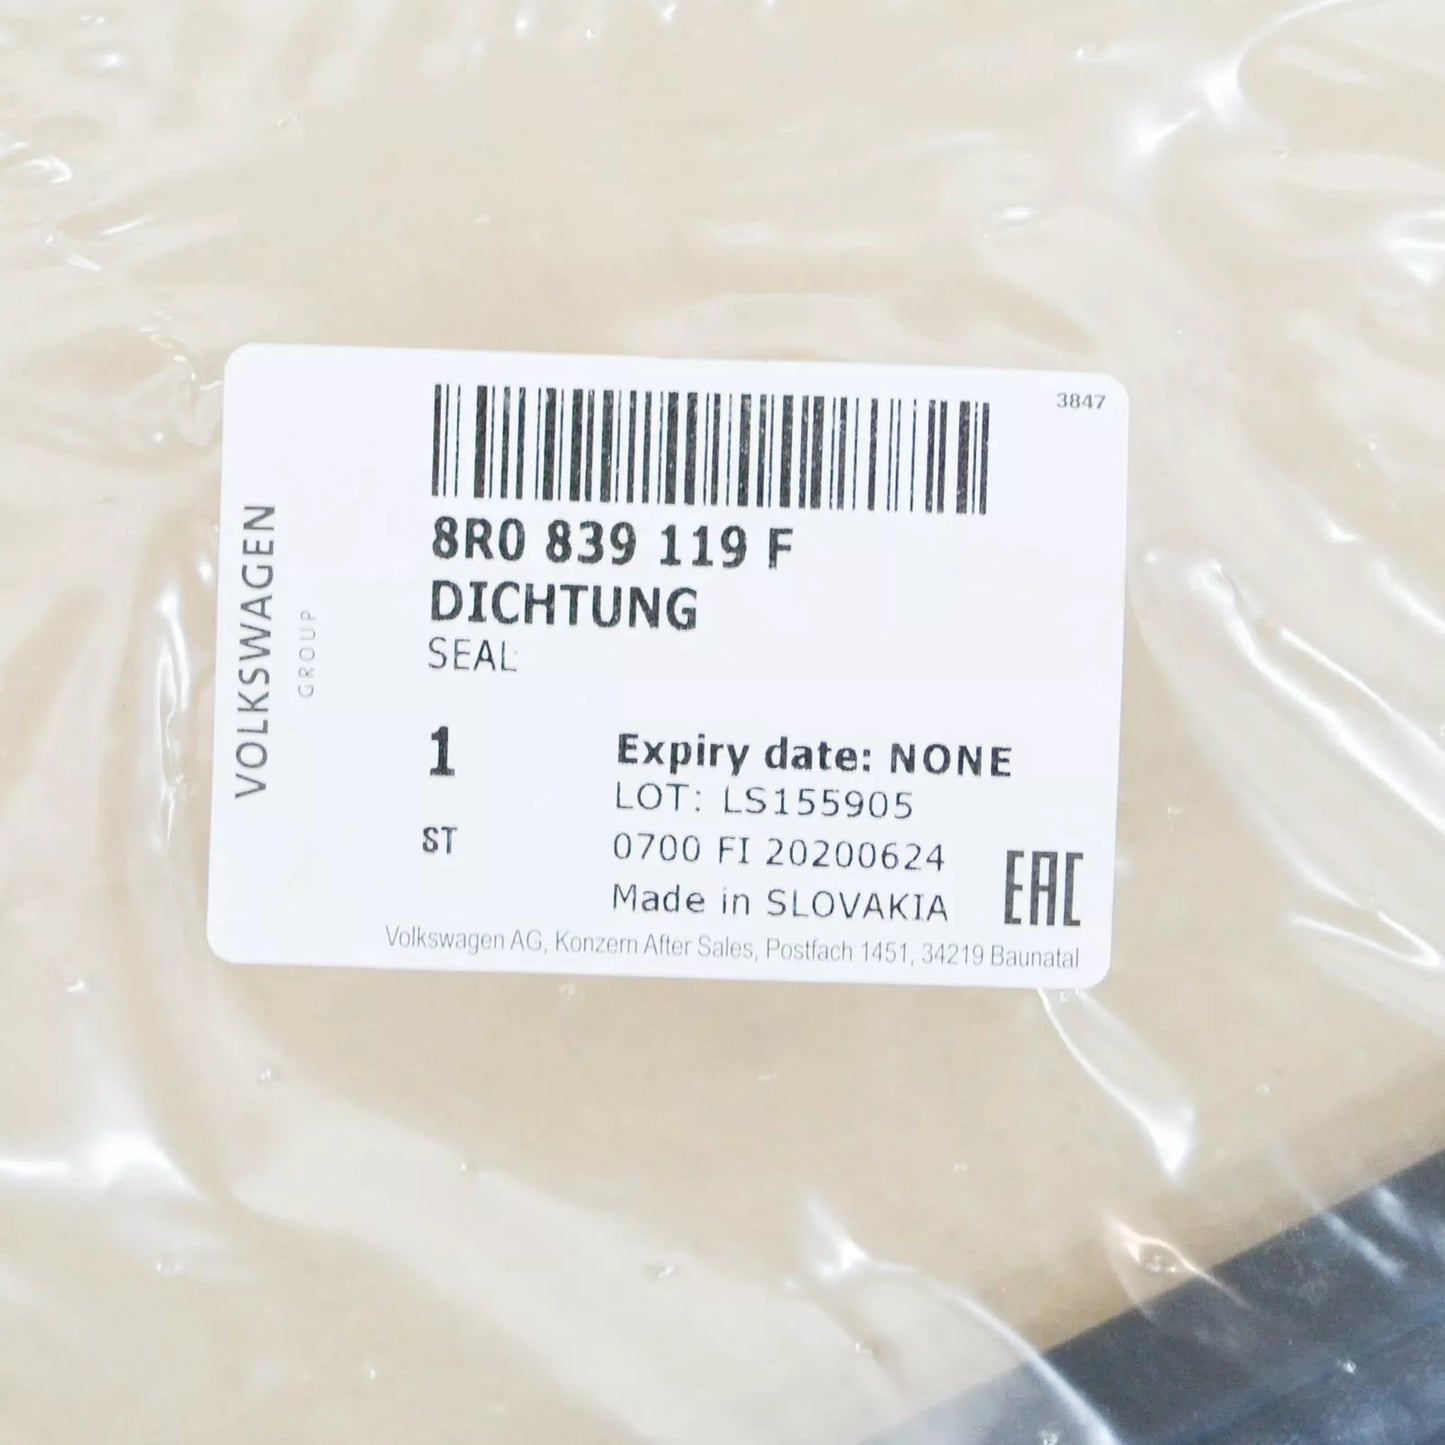 3847
8R0 839 119 F
DICHTUNG
SEAL
VOLKSWAGEN
GROUP
1
Expiry date: NONE
LOT: LS155905
ST
0700 FI 20200624
Made in SLOVAKIA
EAC
Volkswagen AG, Konzern After Sales, Postfach 1451, 34219 Baunatal